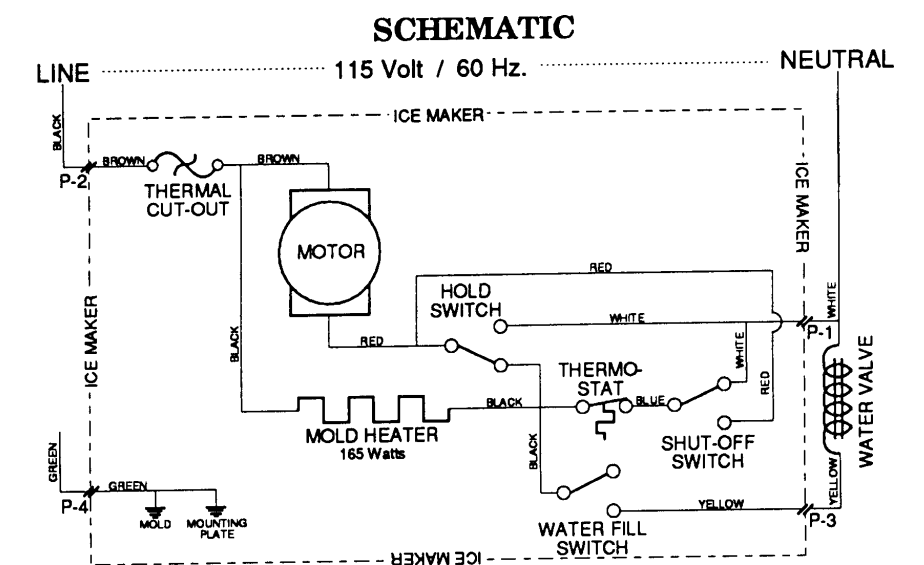 SCHEMATIC
LINE 115 Volt / 60 Hz. NEUTRAL
ICE MAKER
BLACK
BROWN
BROWN
P-2
THERMAL
CUT-OUT
ICE MAKER
MOTOR
RED
HOLD
SWITCH
WHITE
WHITE
P-1
RED
BLACK
ICE MAKER
THERMO-
STAT
WHITE
RED
WATER VALVE
BLACK
BLUE
MOLD HEATER
165 Watts
SHUT-OFF
SWITCH
BLACK
GREEN
GREEN
P-4
MOLD
MOUNTING
PLATE
YELLOW
YELLOW
P-3
WATER FILL
SWITCH
ICE MAKER